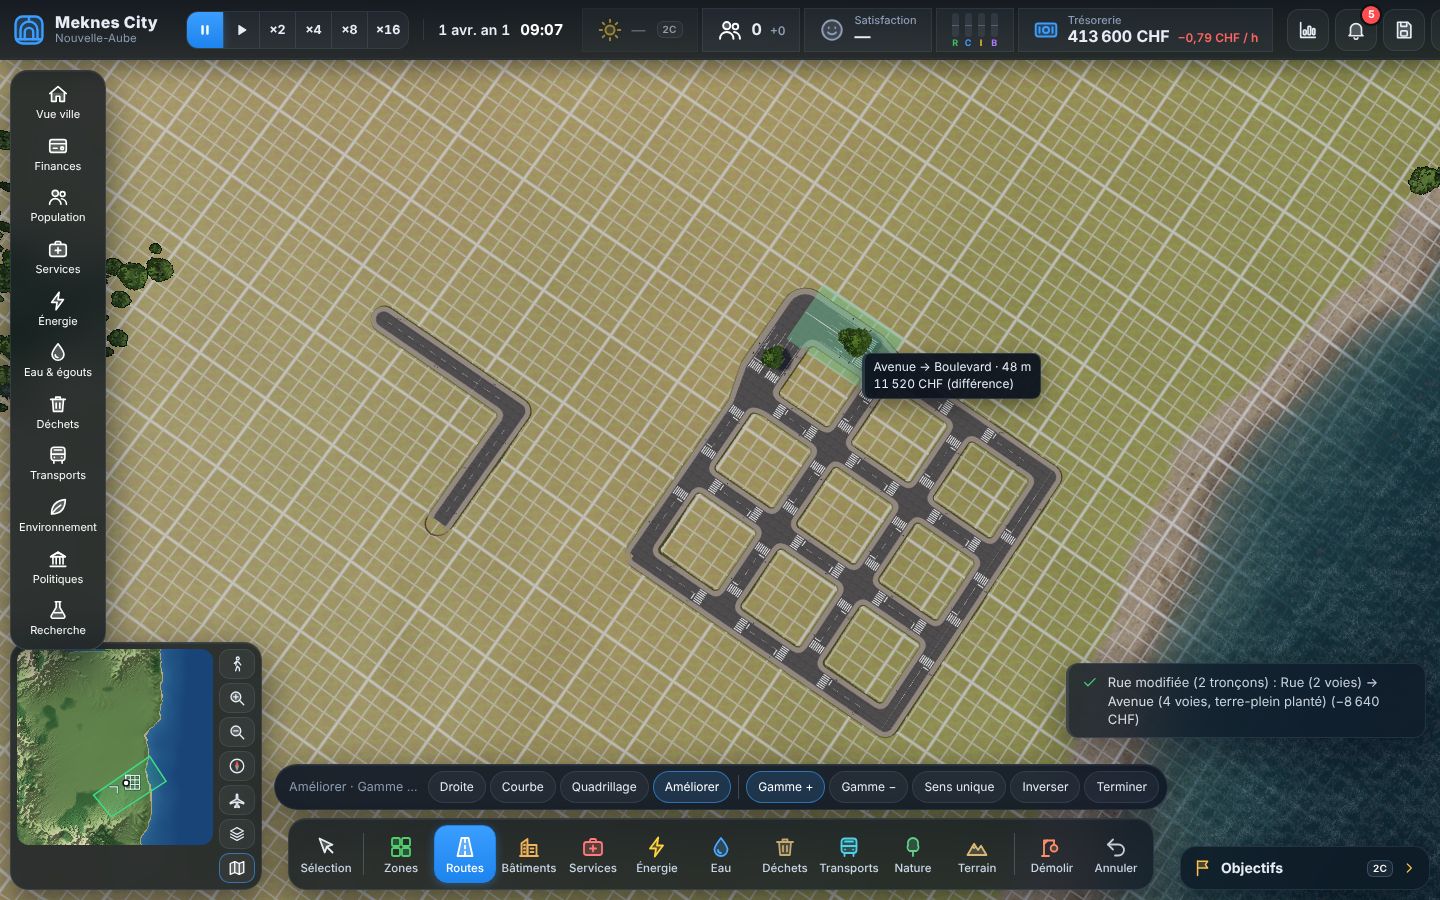 Meknes City
Nouvelle-Aube
×2
×4
×8
×16
1 avr. an 1 09:07
—
2C
0 +0
Satisfaction
—
R C I B
Trésorerie
413 600 CHF −0,79 CHF / h
5
Vue ville
Finances
Population
Services
Énergie
Eau & égouts
Déchets
Transports
Environnement
Politiques
Recherche
Avenue → Boulevard · 48 m
11 520 CHF (différence)
Rue modifiée (2 tronçons) : Rue (2 voies) →
Avenue (4 voies, terre-plein planté) (−8 640
CHF)
Améliorer · Gamme ...
Droite
Courbe
Quadrillage
Améliorer
Gamme +
Gamme −
Sens unique
Inverser
Terminer
Sélection
Zones
Routes
Bâtiments
Services
Énergie
Eau
Déchets
Transports
Nature
Terrain
Démolir
Annuler
Objectifs
2C